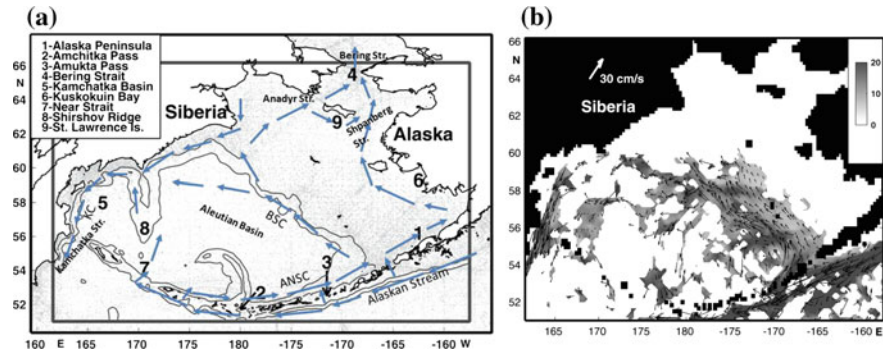 (a)
(b)
1-Alaska Peninsula
2-Amchitka Pass
3-Amukta Pass
4-Bering Strait
5-Kamchatka Basin
6-Kuskokuin Bay
7-Near Strait
8-Shirshov Ridge
9-St. Lawrence Is.
66
N
64
62
60
58
56
54
52
Bering Str.
4
Siberia
Anadyr Str.
9
Shpanberg Str.
Alaska
6
5
KC
Kamchatka Str.
8
Aleutian Basin
BSC
7
2
ANSC
3
1
Alaskan Stream
160 E 165 170 175 180 -175 -170 -165 -160 W
66
N
64
62
60
58
56
54
52
30 cm/s
Siberia
20
10
0
165 170 175 180 -175 -170 -165 -160 E